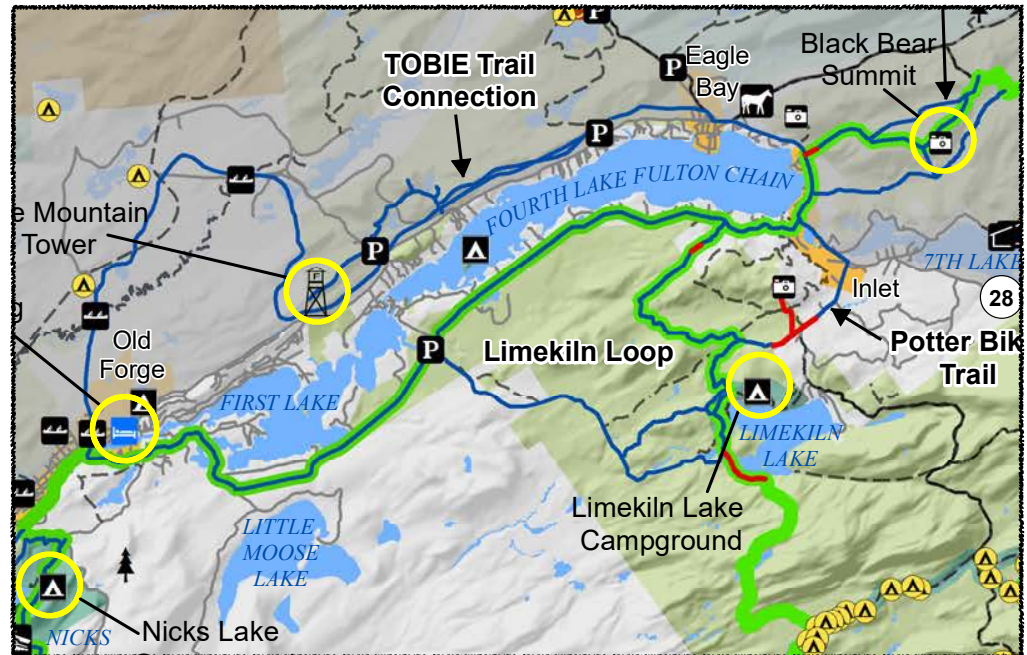 Black Bear
Summit
TOBIE Trail
Connection
Eagle
Bay
P
P
P
P
P
FOURTH LAKE FULTON CHAIN
e Mountain
Tower
F
7TH LAKE
Inlet
28
Old
Forge
Limekiln Loop
Potter Bik
Trail
FIRST LAKE
LIMEKILN
LAKE
Limekiln Lake
Campground
LITTLE
MOOSE
LAKE
NICKS
Nicks Lake
g